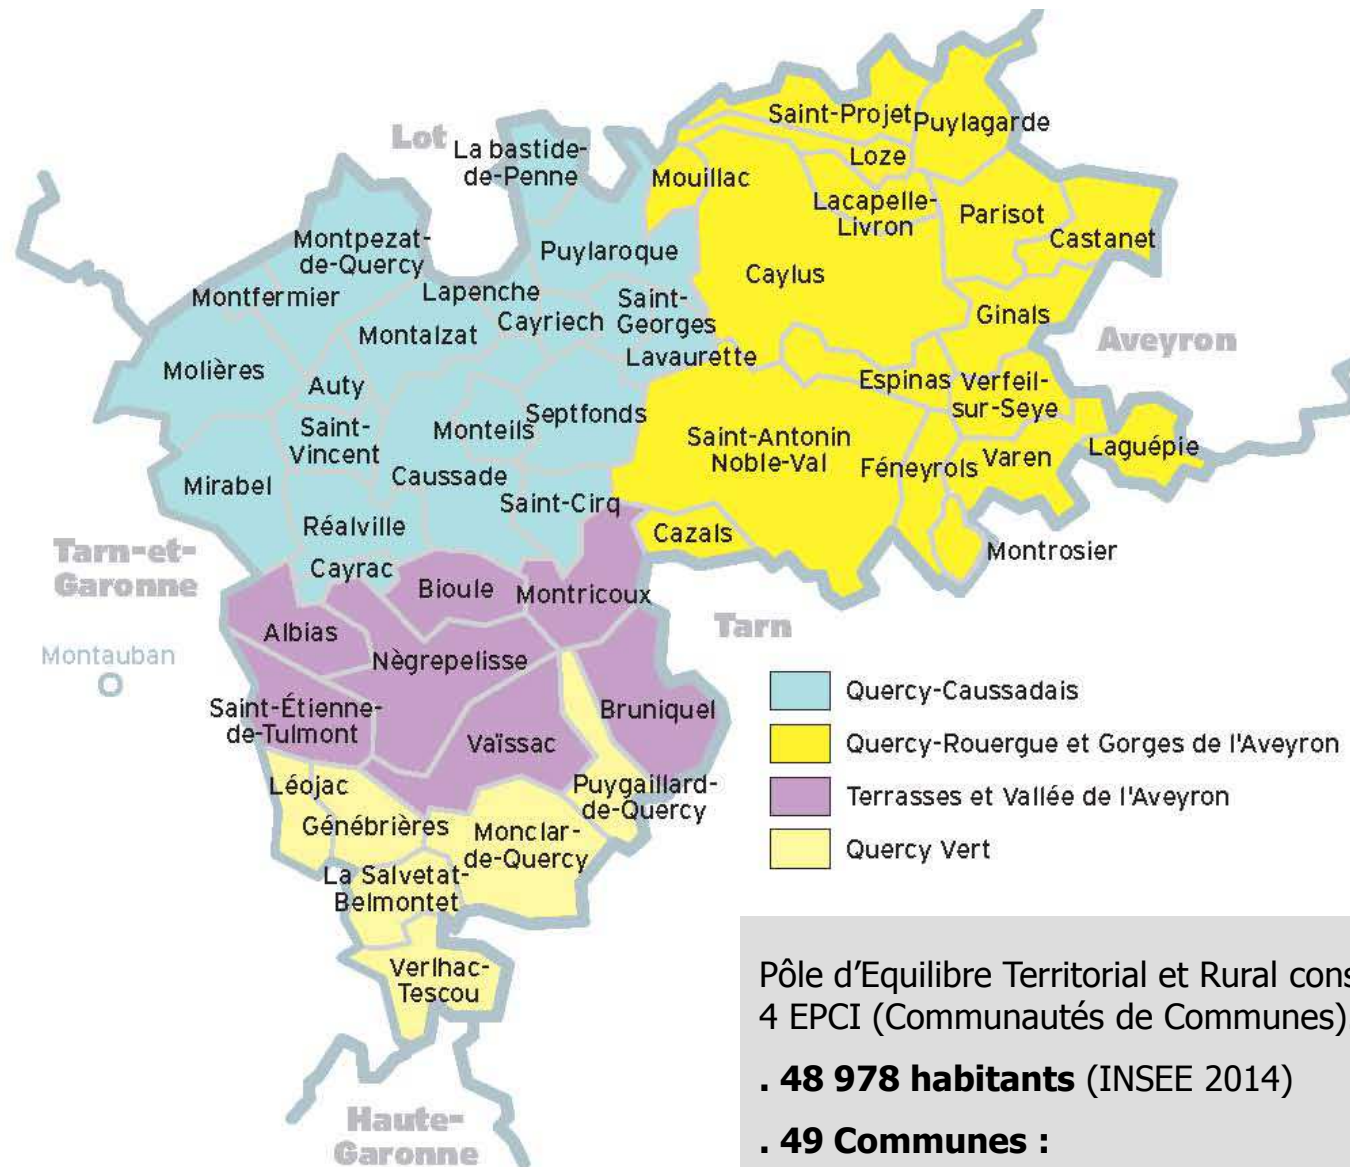 Saint-Projet
Puylagarde
Lot
La bastide-
de-Penne
Loze
Mouillac
Lacapelle-
Livron
Parisot
Castanet
Montpezat-
de-Quercy
Puylaroque
Caylus
Montfermier
Lapenche
Saint-
Georges
Cayriech
Ginals
Montalzat
Aveyron
Lavaurette
Molières
Auty
Espinas
Verfeil-
sur-Seye
Septfonds
Saint-
Vincent
Monteils
Saint-Antonin
Noble-Val
Laguépie
Varen
Féneyrols
Caussade
Mirabel
Saint-Cirq
Réalville
Cazals
Tarn-et-
Garonne
Montrosier
Cayrac
Bioule
Montricoux
Tarn
Albias
Montauban
Nègrepelisse
Quercy-Caussadais
Saint-Étienne-
de-Tulmont
Bruniquel
Vaïssac
Quercy-Rouergue et Gorges de l'Aveyron
Léojac
Puygaillard-
de-Quercy
Terrasses et Vallée de l'Aveyron
Génébrières
Monclar-
de-Quercy
Quercy Vert
La Salvetat-
Belmontet
Verlhac-
Tescou
Pôle d’Equilibre Territorial et Rural cons
4 EPCI (Communautés de Communes)
. 48 978 habitants (INSEE 2014)
. 49 Communes :
Haute-
Garonne